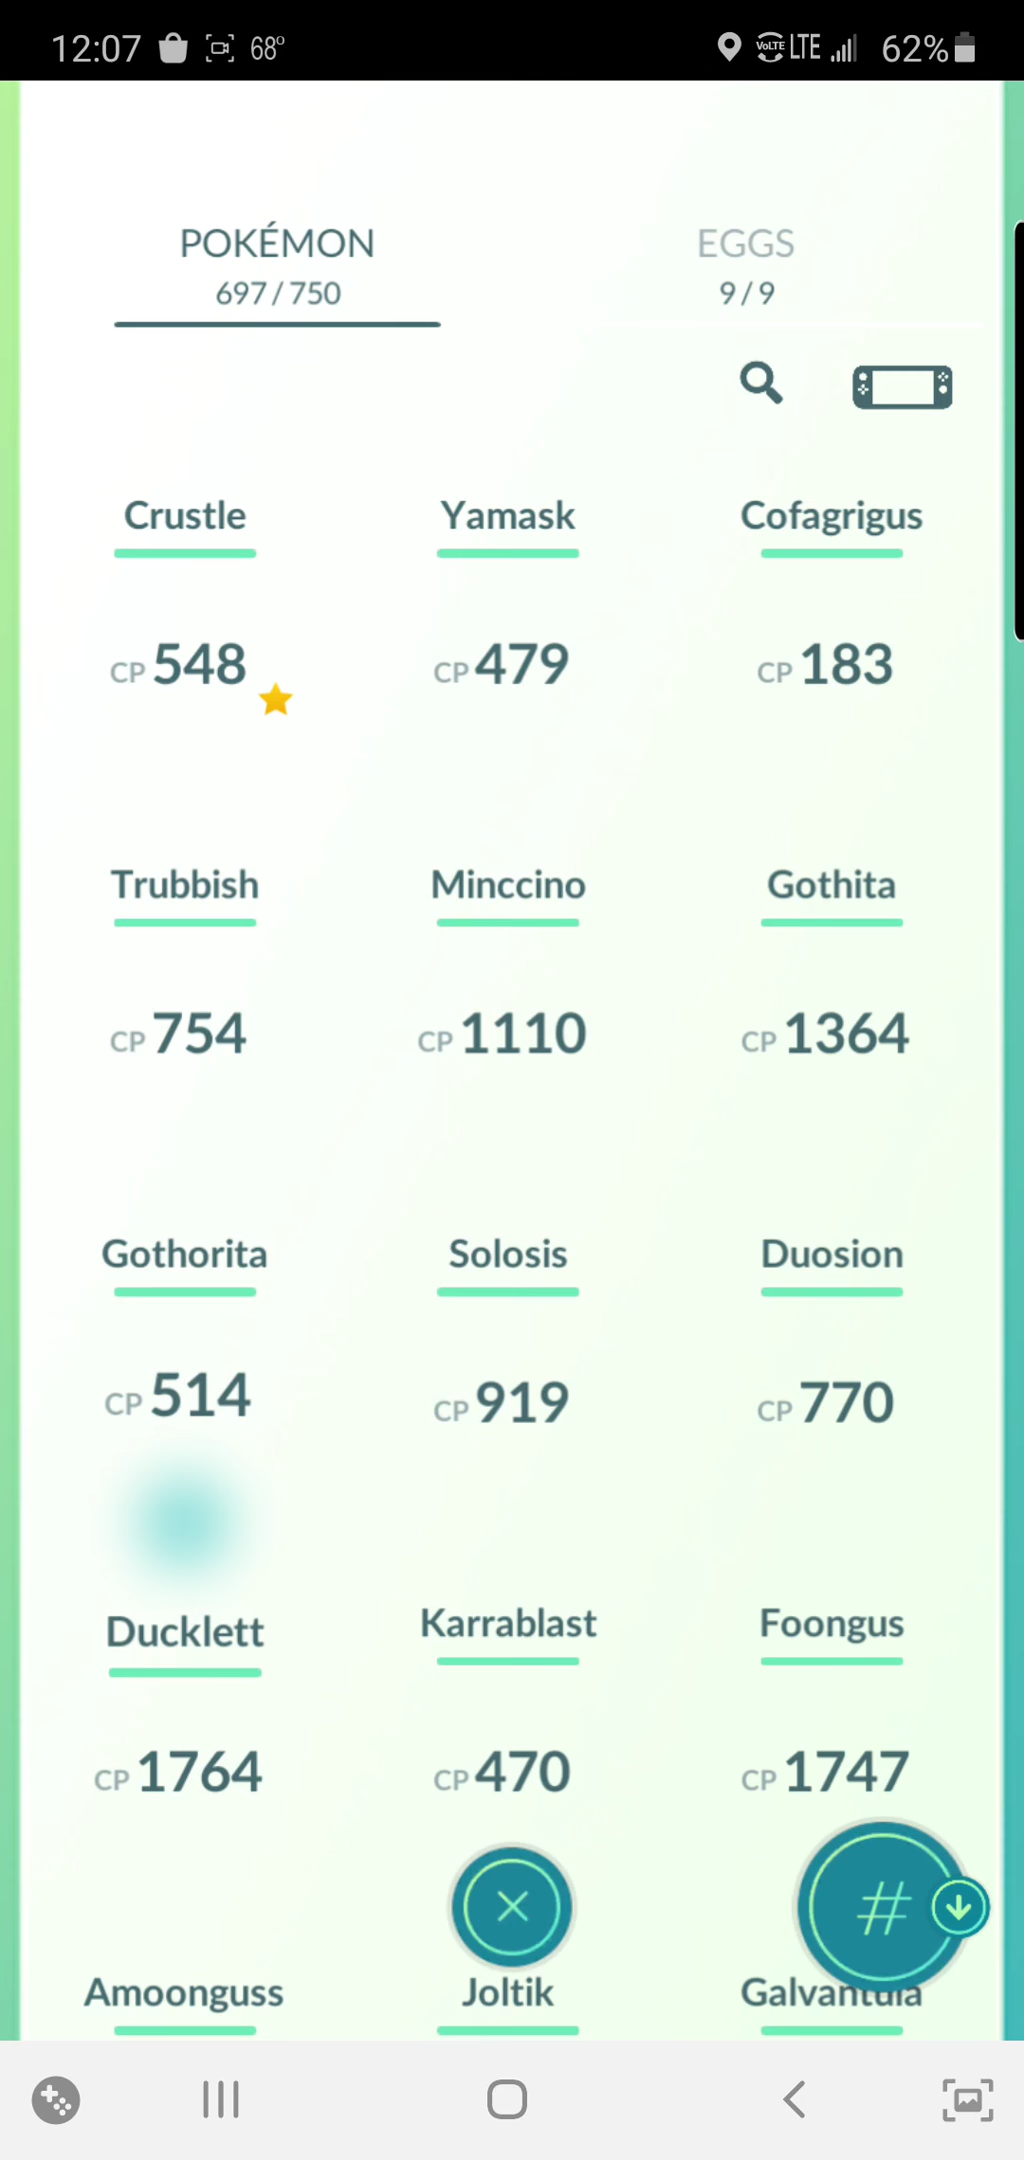 12:07 68° VoLTE LTE 62%
POKÉMON EGGS
697/750 9/9
Crustle Yamask Cofagrigus
CP 548 CP 479 CP 183
Trubbish Minccino Gothita
CP 754 CP 1110 CP 1364
Gothorita Solosis Duosion
CP 514 CP 919 CP 770
Ducklett Karrablast Foongus
CP 1764 CP 470 CP 1747
#
Amoonguss Joltik Galvantula